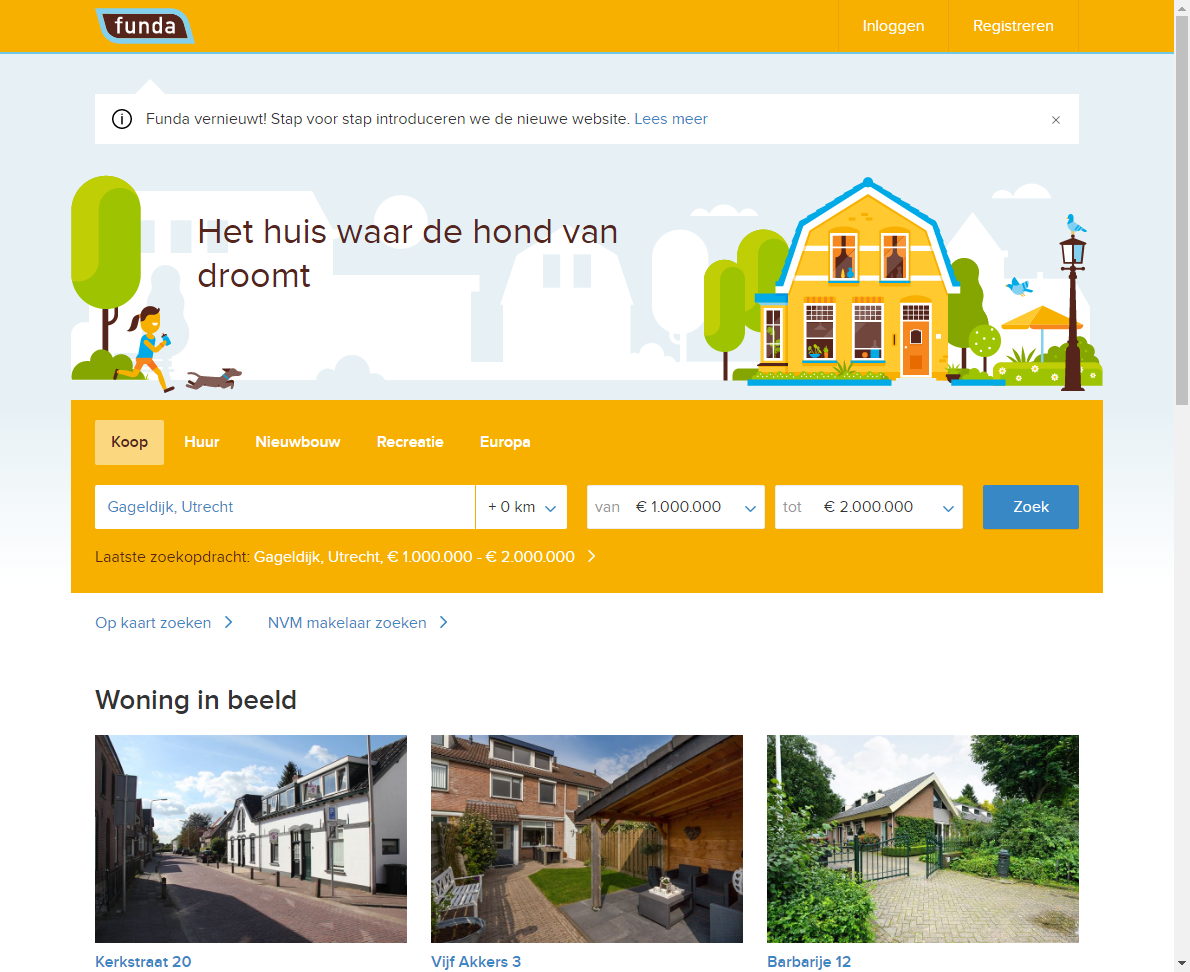 funda
Inloggen
Registreren
Funda vernieuwt! Stap voor stap introduceren we de nieuwe website. Lees meer
×
Het huis waar de hond van
droomt
Koop
Huur
Nieuwbouw
Recreatie
Europa
Gageldijk, Utrecht
+ 0 km
van € 1.000.000
tot € 2.000.000
Zoek
Laatste zoekopdracht: Gageldijk, Utrecht, € 1.000.000 - € 2.000.000
Op kaart zoeken
NVM makelaar zoeken
Woning in beeld
Kerkstraat 20
Vijf Akkers 3
Barbarije 12